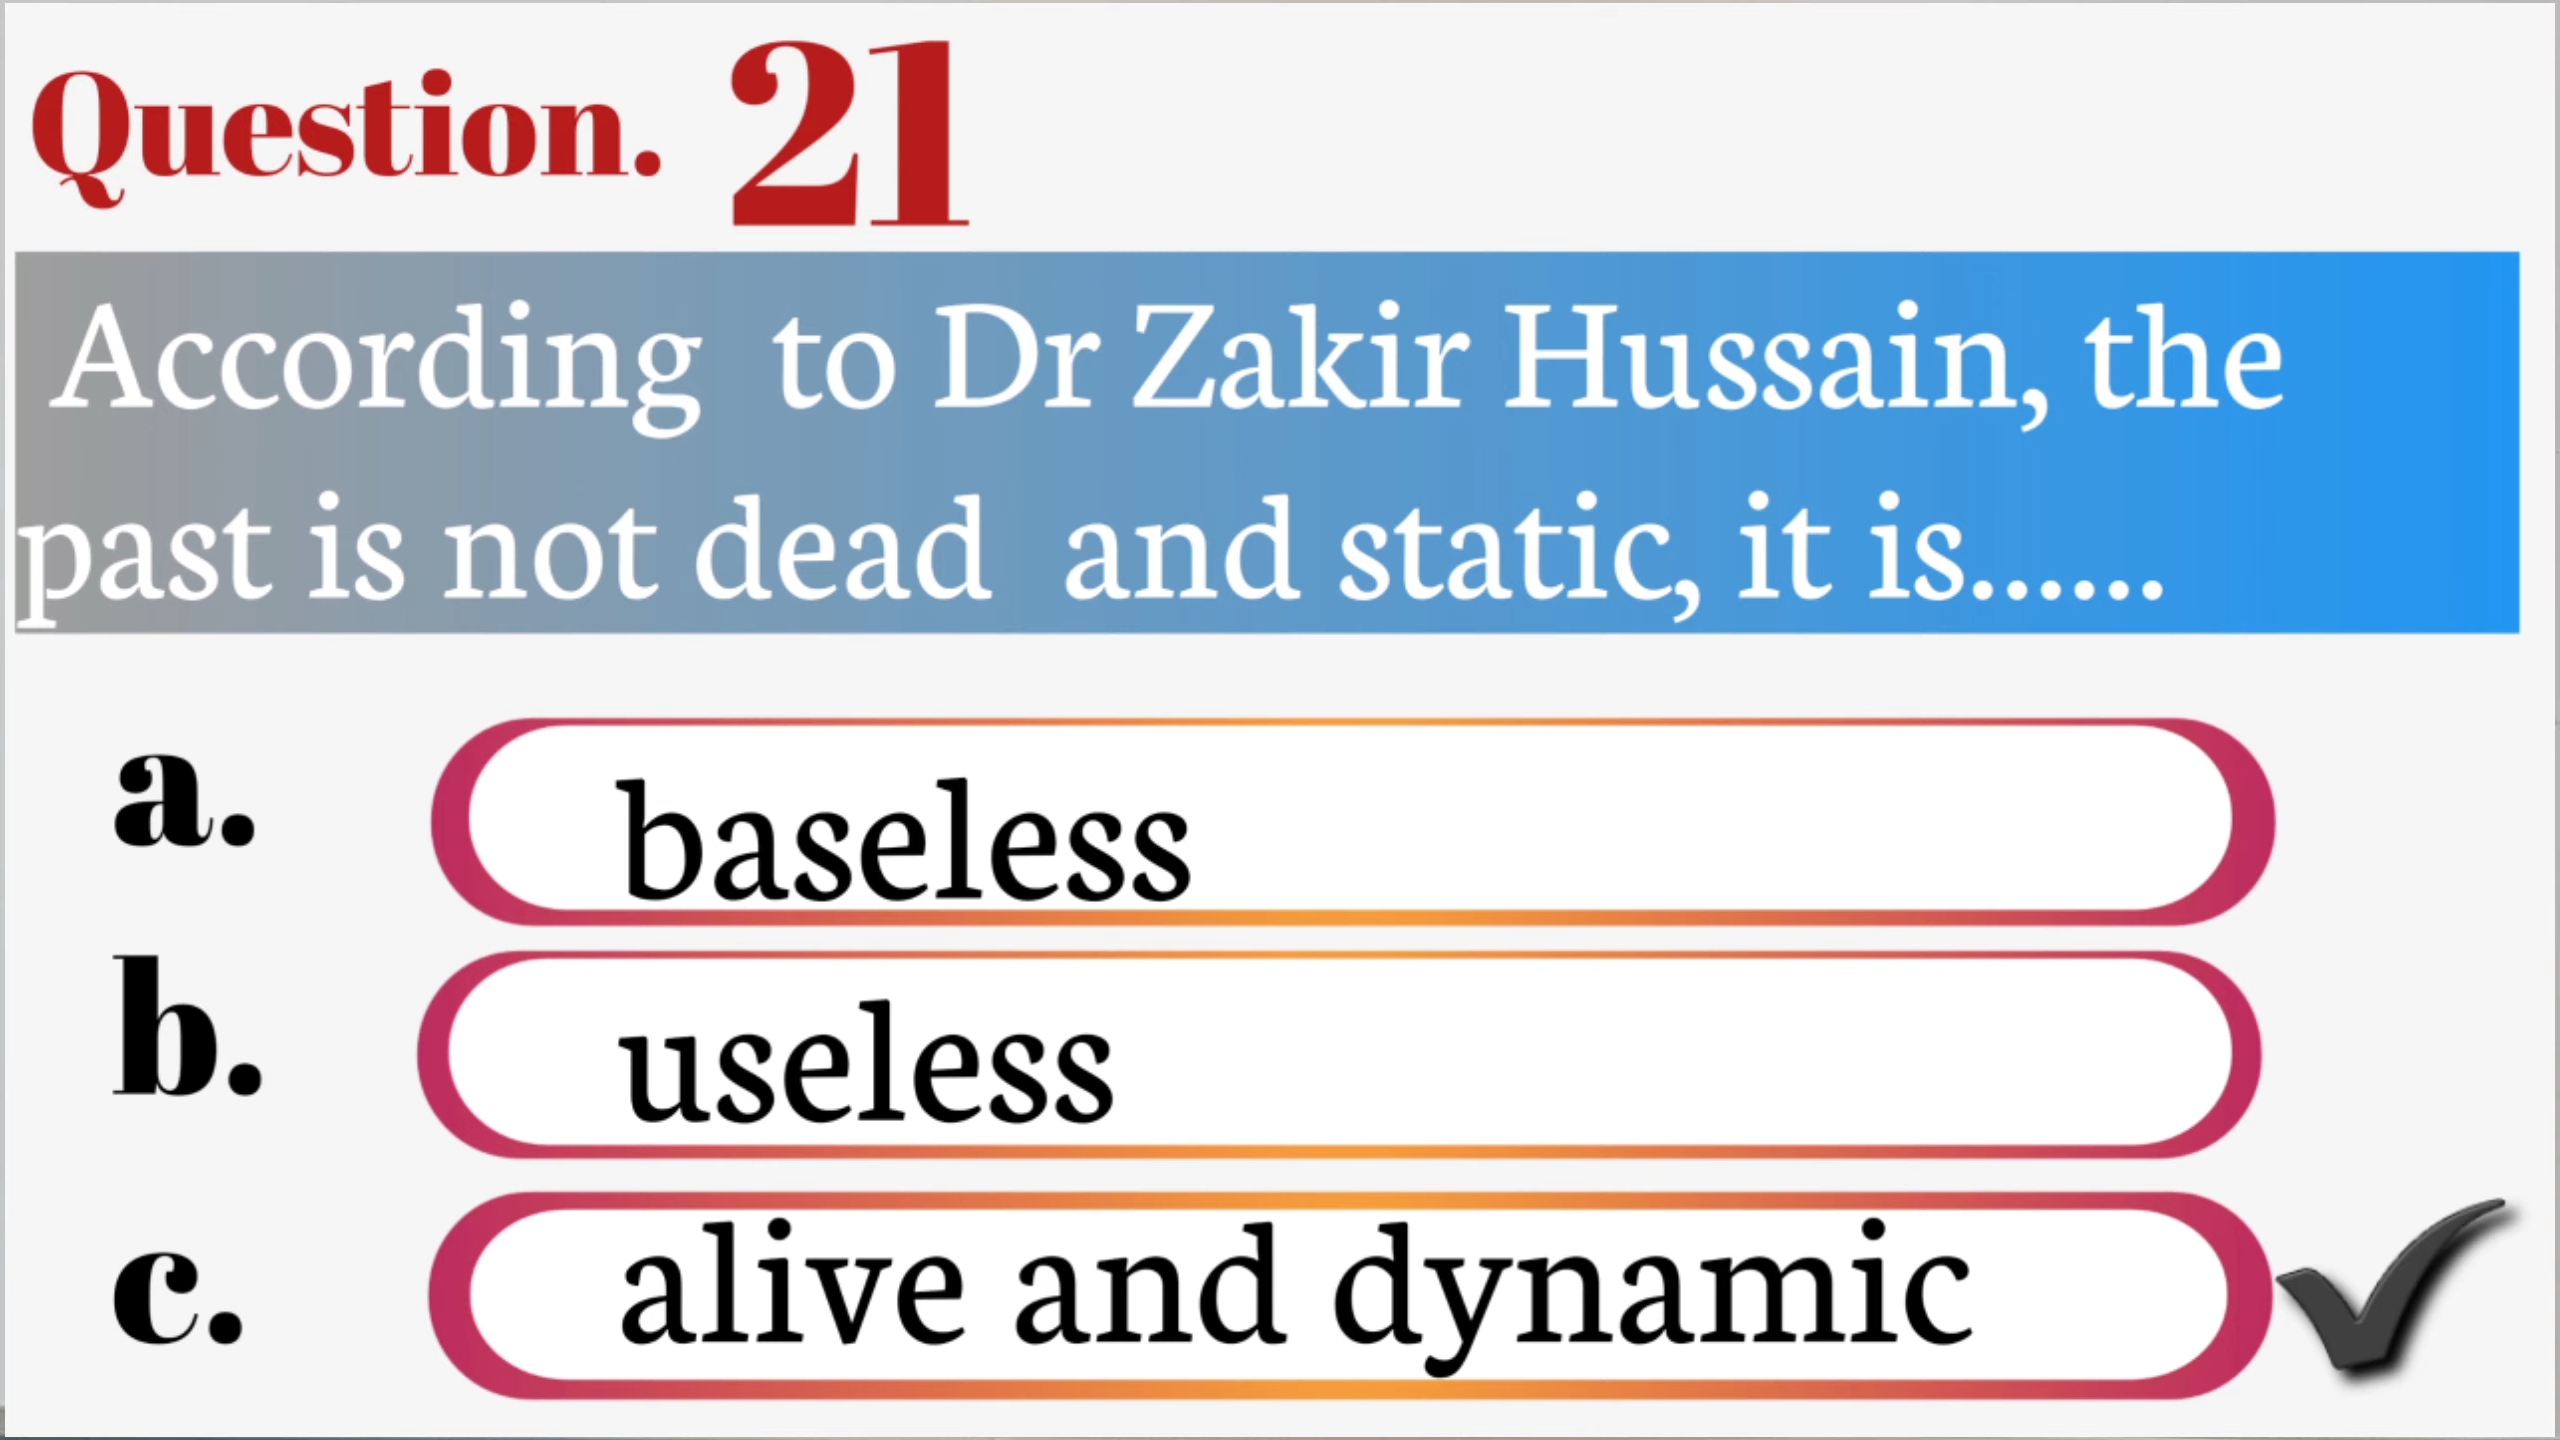 Question. 21
According to Dr Zakir Hussain, the
past is not dead and static, it is......
a. baseless
b. useless
c. alive and dynamic